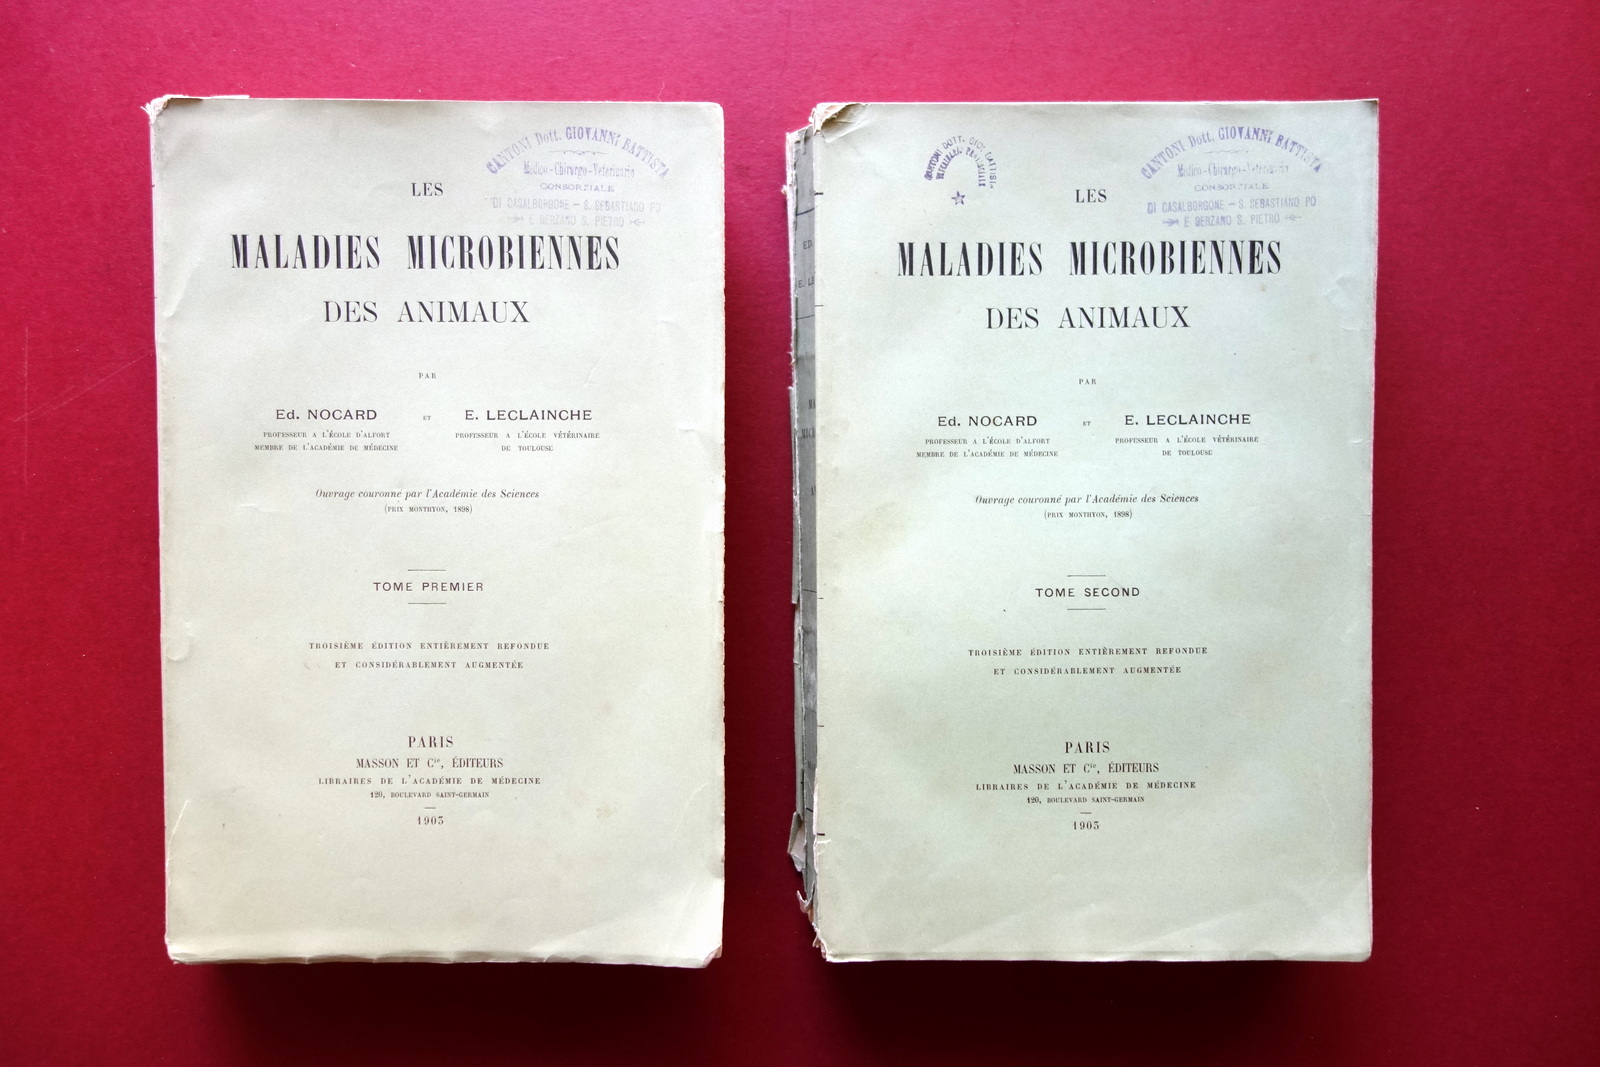 CANTONI Dott. GIOVANNI BATTISTA
Medico-Chirurgo-Veterinario
CONSORZIALE
DI CASALBORGONE - S. SEBASTIANO PO
E BERZANO S. PIETRO
LES
MALADIES MICROBIENNES
DES ANIMAUX
PAR
Ed. NOCARD ET E. LECLAINCHE
PROFESSEUR A L'ÉCOLE D'ALFORT PROFESSEUR A L'ÉCOLE VÉTÉRINAIRE
MEMBRE DE L'ACADÉMIE DE MÉDECINE DE TOULOUSE
Ouvrage couronné par l'Académie des Sciences
(PRIX MONTHYON, 1898)
TOME PREMIER
TROISIÈME ÉDITION ENTIÈREMENT REFONDUE
ET CONSIDÉRABLEMENT AUGMENTÉE
PARIS
MASSON ET Cie, ÉDITEURS
LIBRAIRES DE L'ACADÉMIE DE MÉDECINE
120, BOULEVARD SAINT-GERMAIN
1903
CANTONI DOTT. GIO. BATTISTA
CANTONI Dott. GIOVANNI BATTISTA
Medico-Chirurgo-Veterinario
CONSORZIALE
DI CASALBORGONE - S. SEBASTIANO PO
E BERZANO S. PIETRO
LES
MALADIES MICROBIENNES
DES ANIMAUX
PAR
Ed. NOCARD ET E. LECLAINCHE
PROFESSEUR A L'ÉCOLE D'ALFORT PROFESSEUR A L'ÉCOLE VÉTÉRINAIRE
MEMBRE DE L'ACADÉMIE DE MÉDECINE DE TOULOUSE
Ouvrage couronné par l'Académie des Sciences
(PRIX MONTHYON, 1898)
TOME SECOND
TROISIÈME ÉDITION ENTIÈREMENT REFONDUE
ET CONSIDÉRABLEMENT AUGMENTÉE
PARIS
MASSON ET Cie, ÉDITEURS
LIBRAIRES DE L'ACADÉMIE DE MÉDECINE
120, BOULEVARD SAINT-GERMAIN
1903